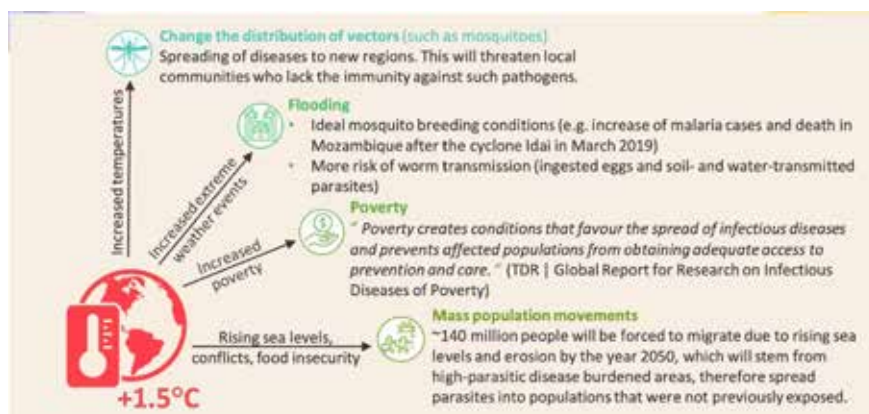 Change the distribution of vectors (such as mosquitoes)
Spreading of diseases to new regions. This will threaten local
communities who lack the immunity against such pathogens.
Increased temperatures
Flooding
• Ideal mosquito breeding conditions (e.g. increase of malaria cases and death in
Mozambique after the cyclone Idai in March 2019)
• More risk of worm transmission (ingested eggs and soil- and water-transmitted
parasites)
Increased extreme
weather events
Poverty
" Poverty creates conditions that favour the spread of infectious diseases
and prevents affected populations from obtaining adequate access to
prevention and care. " (TDR | Global Report for Research on Infectious
Diseases of Poverty)
Increased
poverty
Mass population movements
~140 million people will be forced to migrate due to rising sea
levels and erosion by the year 2050, which will stem from
high-parasitic disease burdened areas, therefore spread
parasites into populations that were not previously exposed.
Rising sea levels,
conflicts, food insecurity
+1.5°C